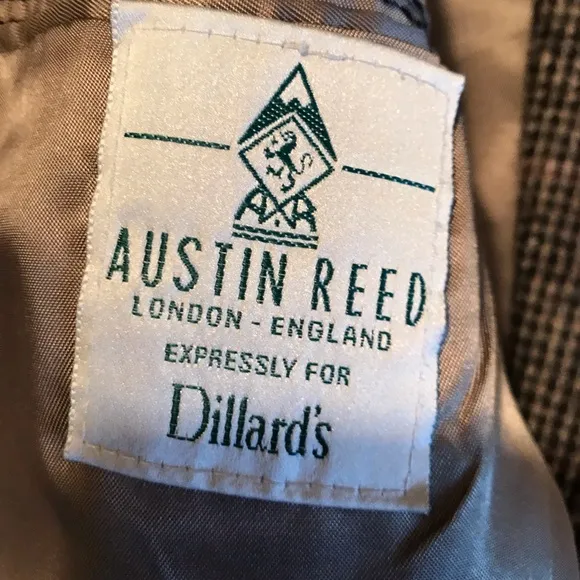 A R
AUSTIN REED
LONDON - ENGLAND
EXPRESSLY FOR
Dillard's